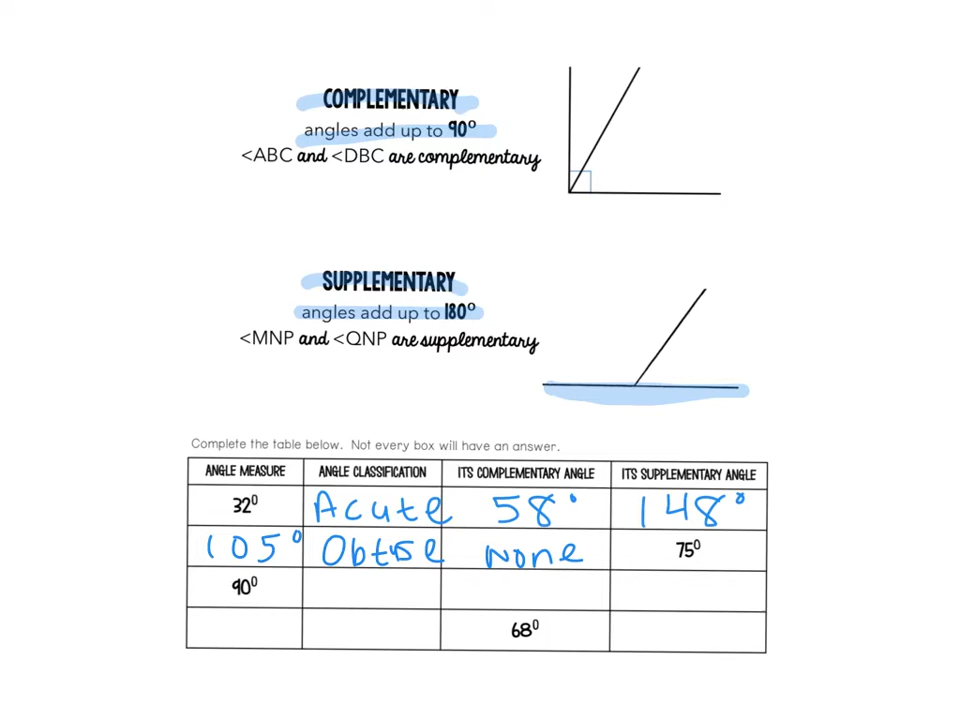 COMPLEMENTARY
angles add up to 90°
<ABC and <DBC are complementary
SUPPLEMENTARY
angles add up to 180°
<MNP and <QNP are supplementary
Complete the table below. Not every box will have an answer.
ANGLE MEASURE ANGLE CLASSIFICATION ITS COMPLEMENTARY ANGLE ITS SUPPLEMENTARY ANGLE
32° Acute 58° 148°
105° Obtuse None 75°
90°
68°